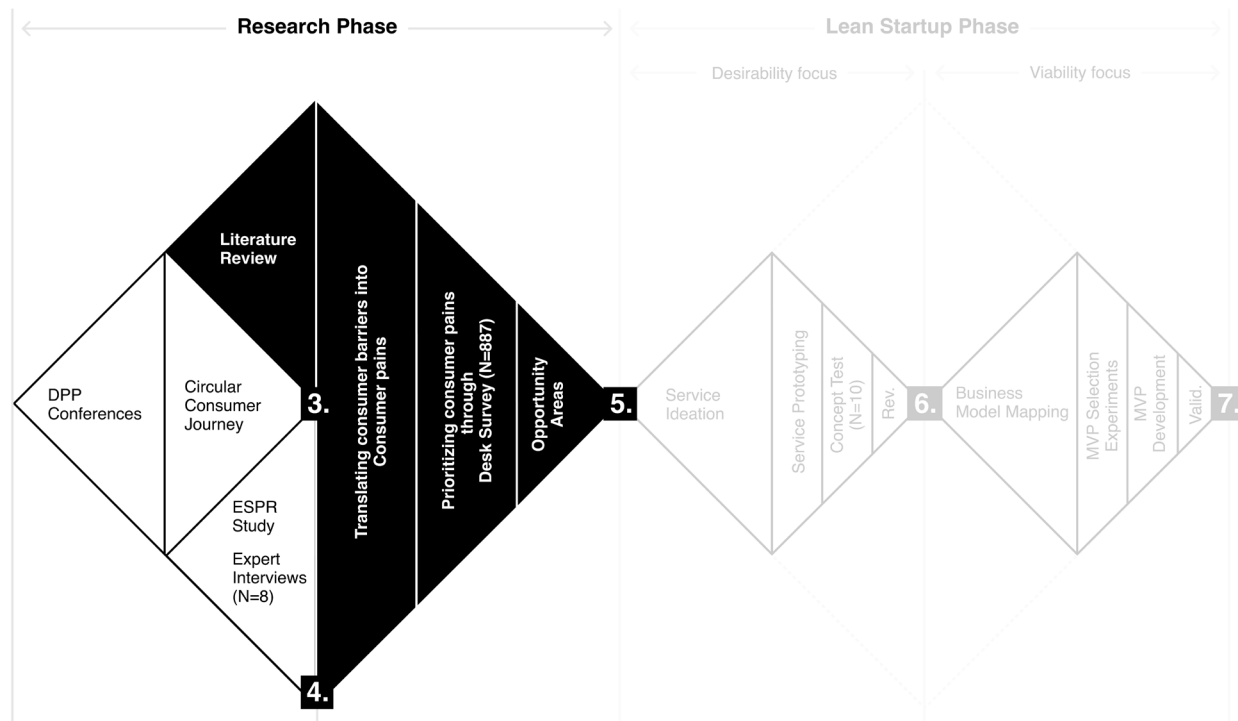 Research Phase
Lean Startup Phase
Desirability focus
Viability focus
Literature
Review
DPP
Conferences
Circular
Consumer
Journey
ESPR
Study
Expert
Interviews
(N=8)
3.
4.
Translating consumer barriers into
Consumer pains
Prioritizing consumer pains
through
Desk Survey (N=887)
Opportunity
Areas
5.
Service
Ideation
Service Prototyping
Concept Test
(N=10)
Rev.
6.
Business
Model Mapping
MVP Selection
Experiments
MVP
Development
Valid.
7.